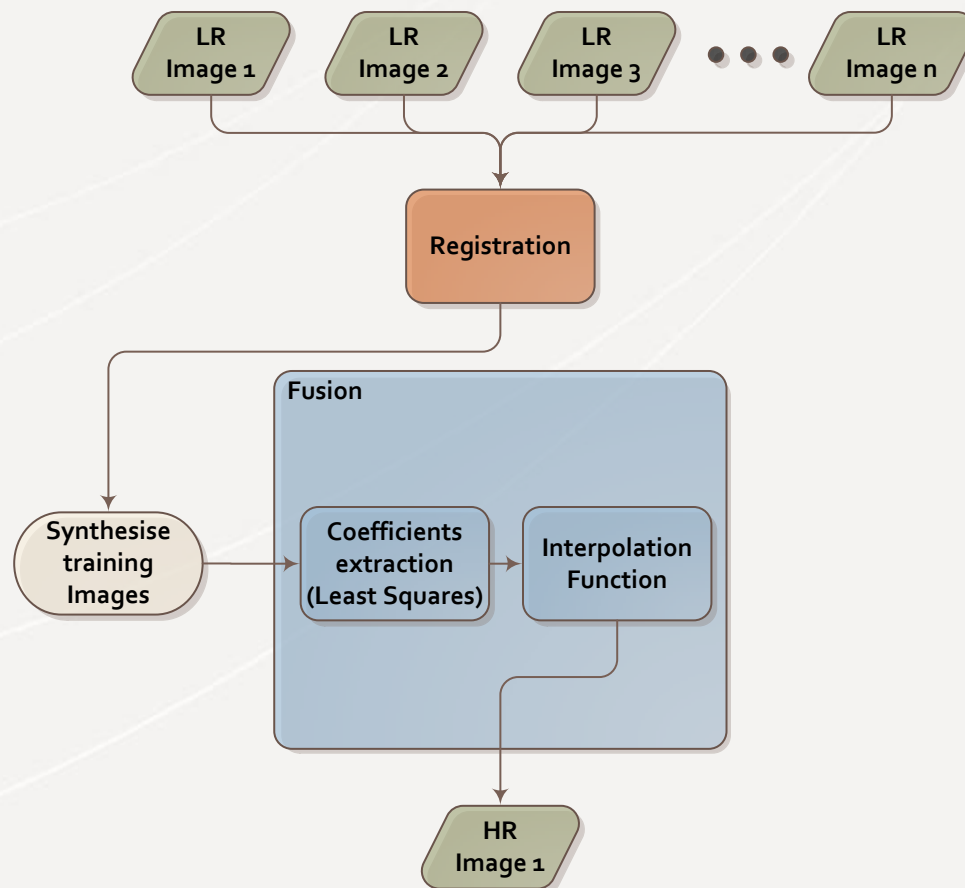 LR
Image 1
LR
Image 2
LR
Image 3
LR
Image n
Registration
Fusion
Synthesise
training
Images
Coefficients
extraction
(Least Squares)
Interpolation
Function
HR
Image 1